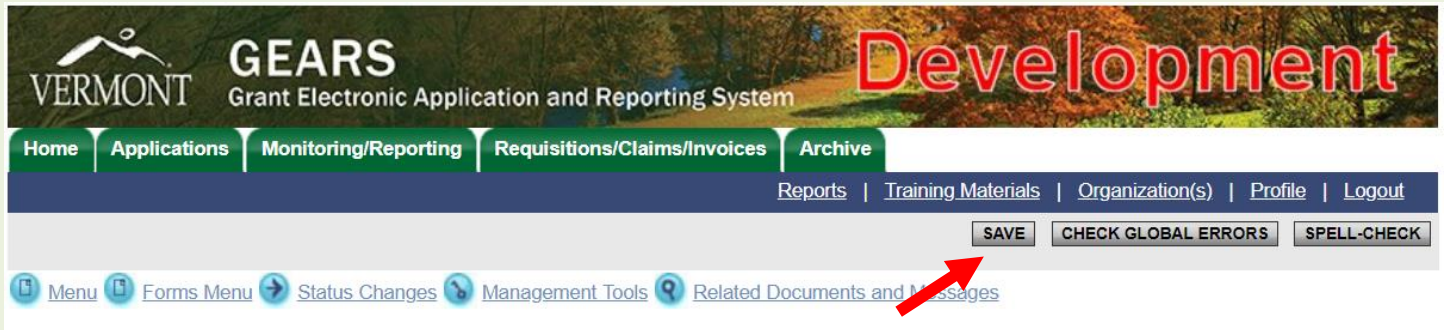 VERMONT
GEARS
Grant Electronic Application and Reporting System
Development
Home Applications Monitoring/Reporting Requisitions/Claims/Invoices Archive
Reports | Training Materials | Organization(s) | Profile | Logout
SAVE CHECK GLOBAL ERRORS SPELL-CHECK
Menu Forms Menu Status Changes Management Tools Related Documents and Messages